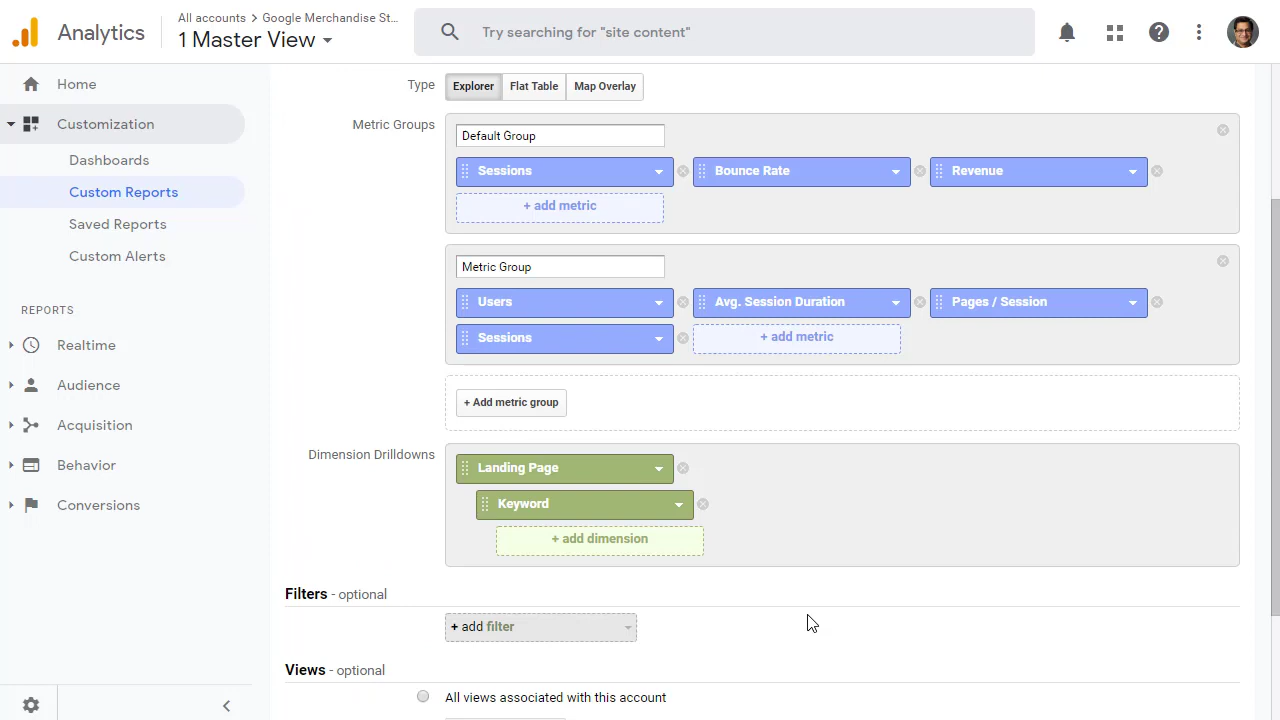 Analytics
All accounts > Google Merchandise St...
1 Master View
Try searching for "site content"
Home
Customization
Dashboards
Custom Reports
Saved Reports
Custom Alerts
REPORTS
Realtime
Audience
Acquisition
Behavior
Conversions
Type
Explorer Flat Table Map Overlay
Metric Groups
Default Group
Sessions Bounce Rate Revenue
+ add metric
Metric Group
Users Avg. Session Duration Pages / Session
Sessions + add metric
+ Add metric group
Dimension Drilldowns
Landing Page
Keyword
+ add dimension
Filters - optional
+ add filter
Views - optional
All views associated with this account